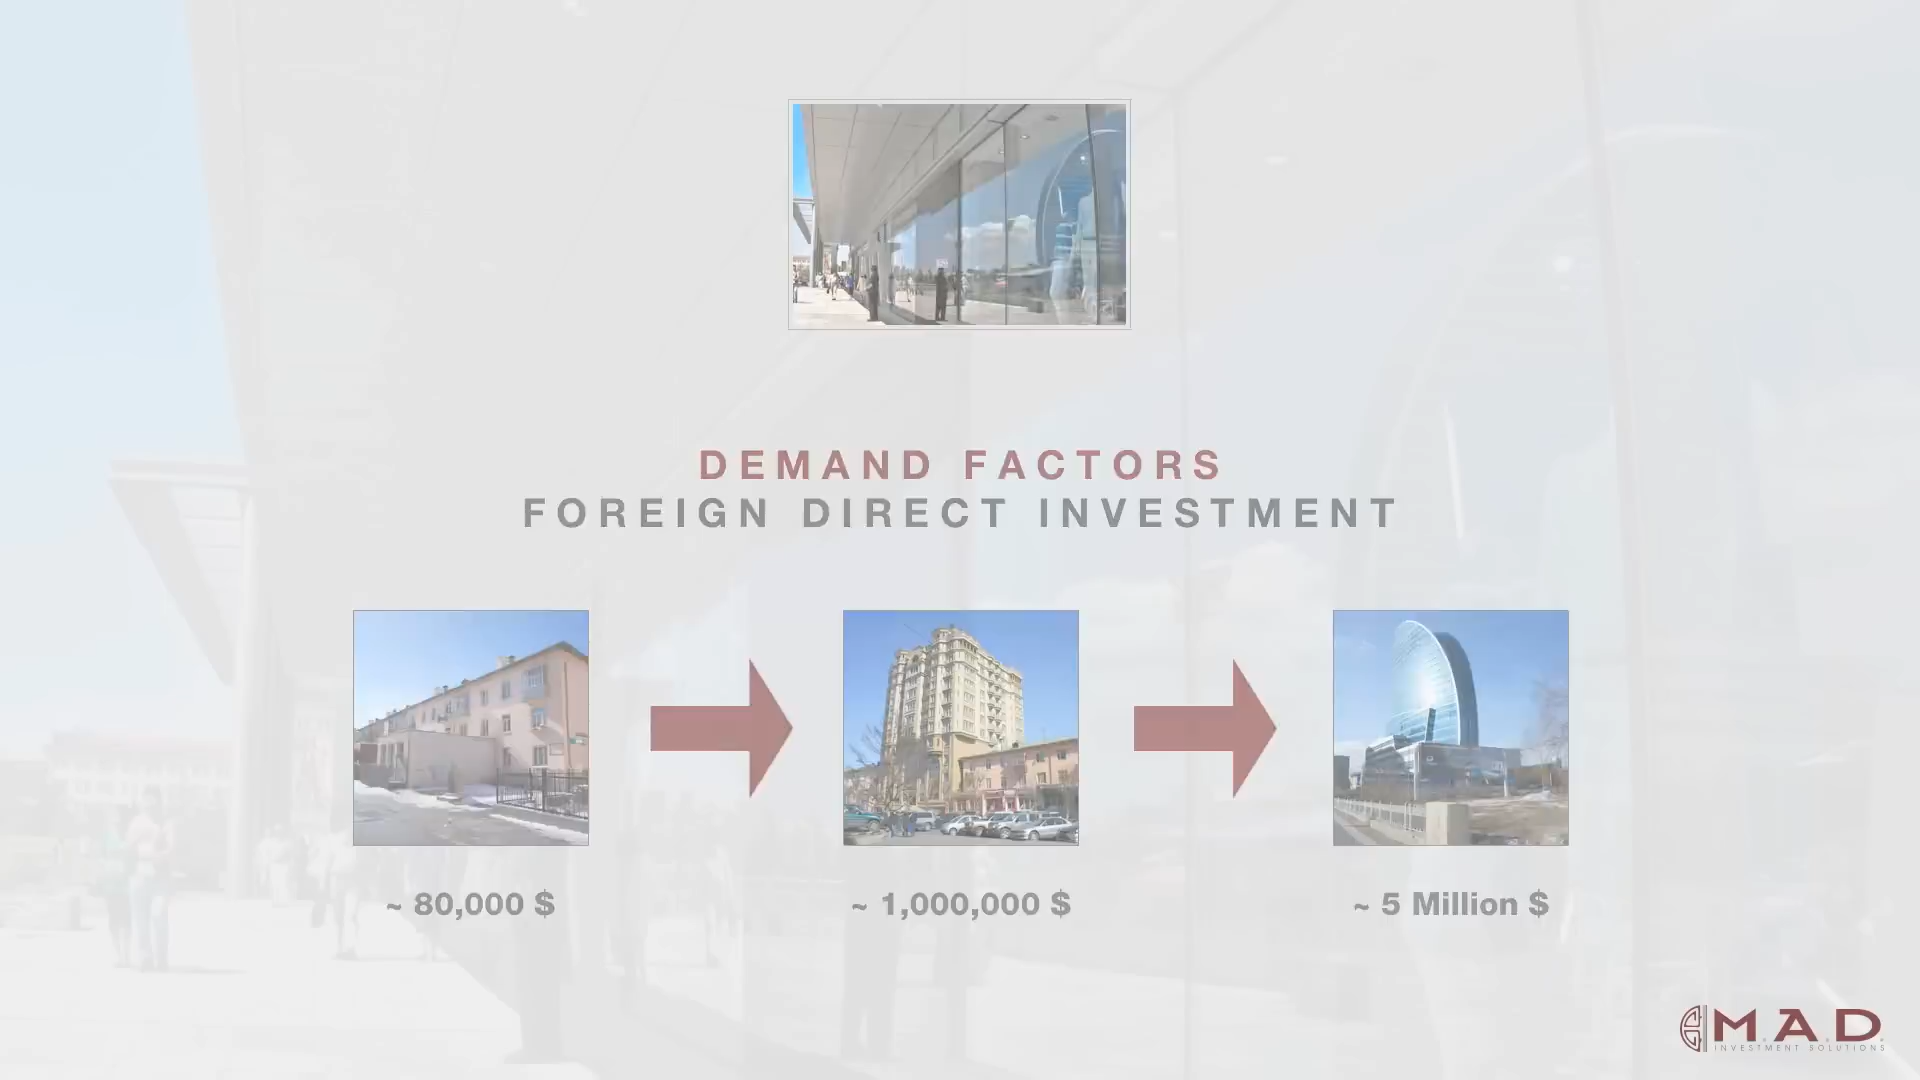 DEMAND FACTORS
FOREIGN DIRECT INVESTMENT
~ 80,000 $
~ 1,000,000 $
~ 5 Million $
M.A.D.
INVESTMENT SOLUTIONS